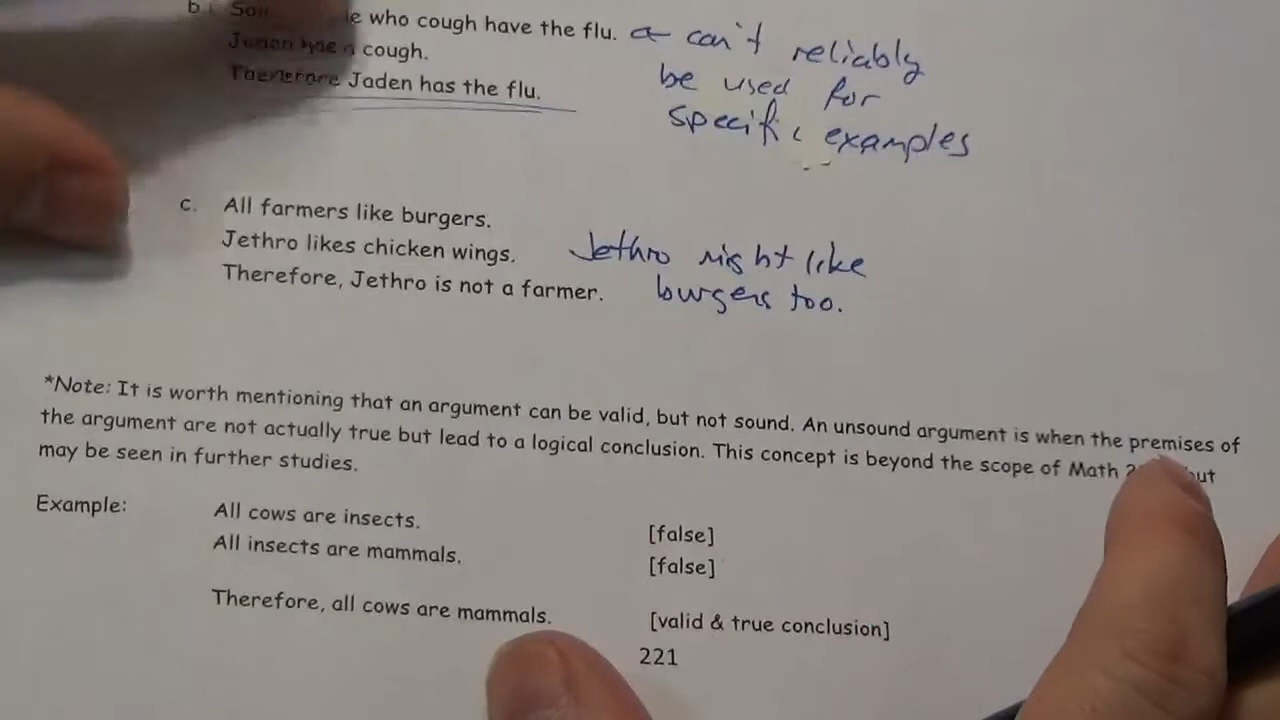 b. e who cough have the flu. can't reliably
cough. be used for
Therefore Jaden has the flu. specific examples
c. All farmers like burgers.
Jethro likes chicken wings. Jethro might like
Therefore, Jethro is not a farmer. burgers too.
*Note: It is worth mentioning that an argument can be valid, but not sound. An unsound argument is when the premises of
the argument are not actually true but lead to a logical conclusion. This concept is beyond the scope of Math but
may be seen in further studies.
Example: All cows are insects. [false]
All insects are mammals. [false]
Therefore, all cows are mammals. [valid & true conclusion]
221